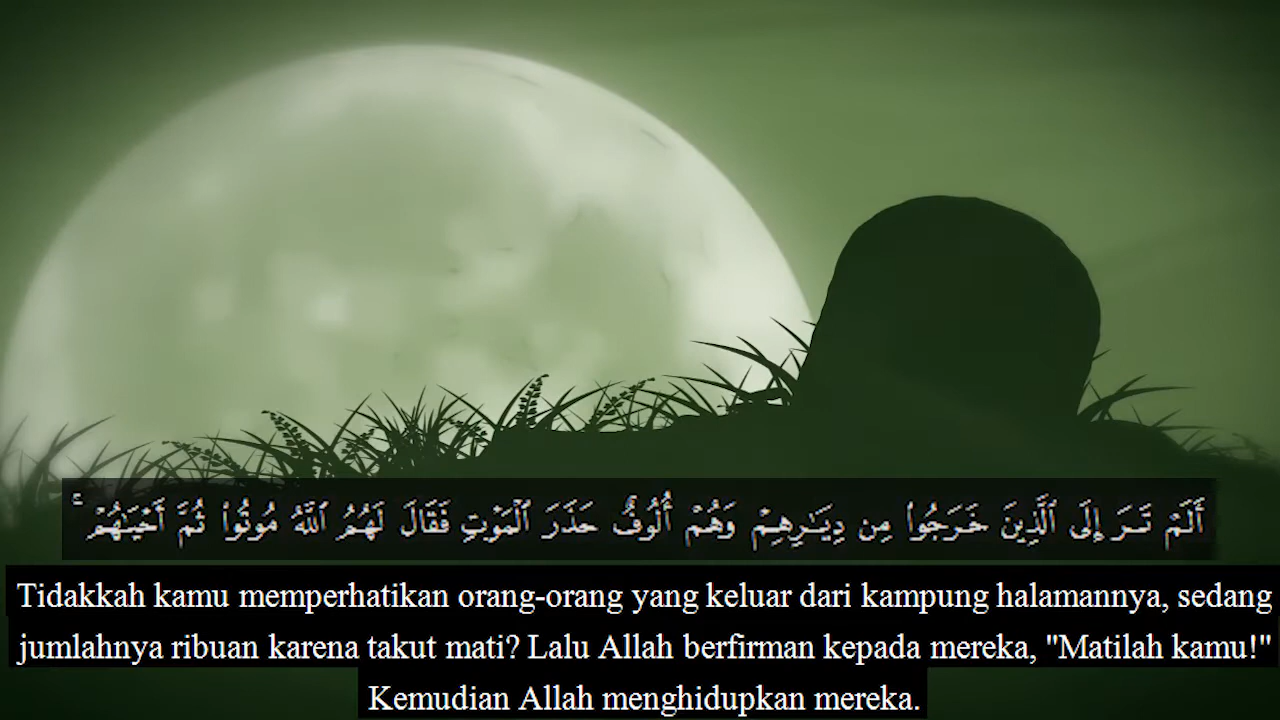 أَلَمْ تَرَ إِلَى ٱلَّذِينَ خَرَجُوا۟ مِن دِيَـٰرِهِمْ وَهُمْ أُلُوفٌ حَذَرَ ٱلْمَوْتِ فَقَالَ لَهُمُ ٱللَّهُ مُوتُوا۟ ثُمَّ أَحْيَـٰهُمْ ۚ
Tidakkah kamu memperhatikan orang-orang yang keluar dari kampung halamannya, sedang
jumlahnya ribuan karena takut mati? Lalu Allah berfirman kepada mereka, "Matilah kamu!"
Kemudian Allah menghidupkan mereka.